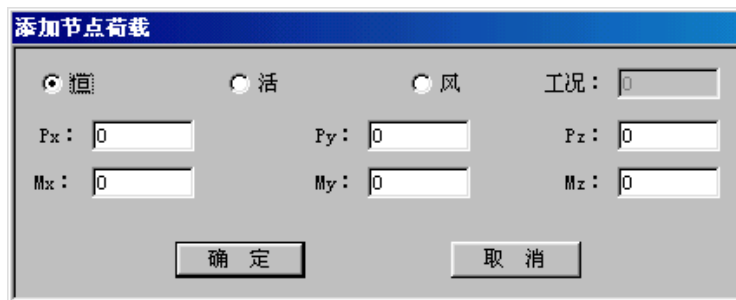 添加节点荷载
恒 活 风 工况： 0
Px： 0 Py： 0 Pz： 0
Mx： 0 My： 0 Mz： 0
确 定 取 消